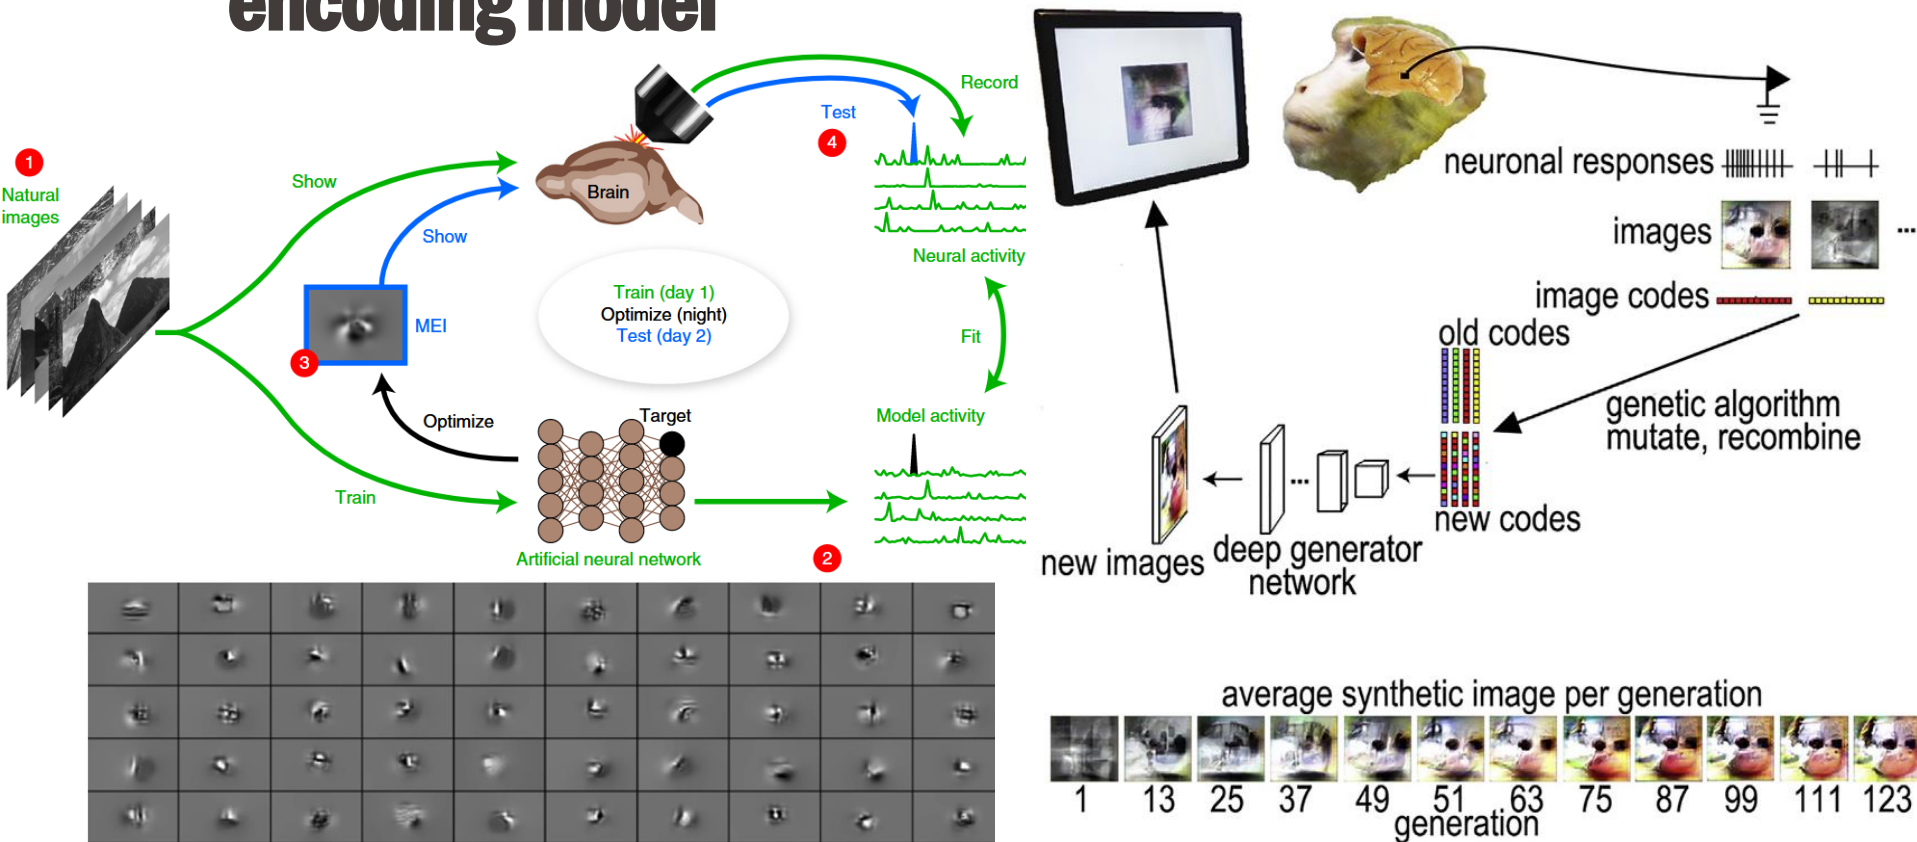 encoding model
1
Natural
images
Show
Show
MEI
3
Optimize
Train
Brain
Train (day 1)
Optimize (night)
Test (day 2)
Target
Artificial neural network
2
Record
Test
4
Neural activity
Fit
Model activity
neuronal responses
images
...
image codes
old codes
genetic algorithm
mutate, recombine
new codes
...
new images
deep generator
network
average synthetic image per generation
1 13 25 37 49 51 63 75 87 99 111 123
generation